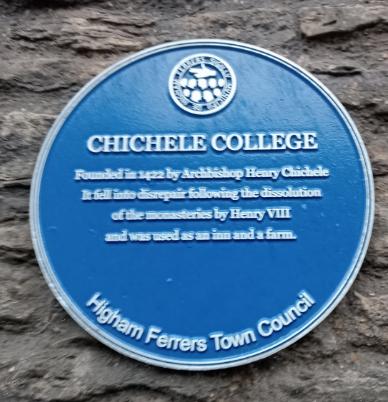 CHICHELE COLLEGE
Founded in 1422 by Archbishop Henry Chichele
It fell into disrepair following the dissolution
of the monasteries by Henry VIII
and was used as an inn and a farm.
Higham Ferrers Town Council